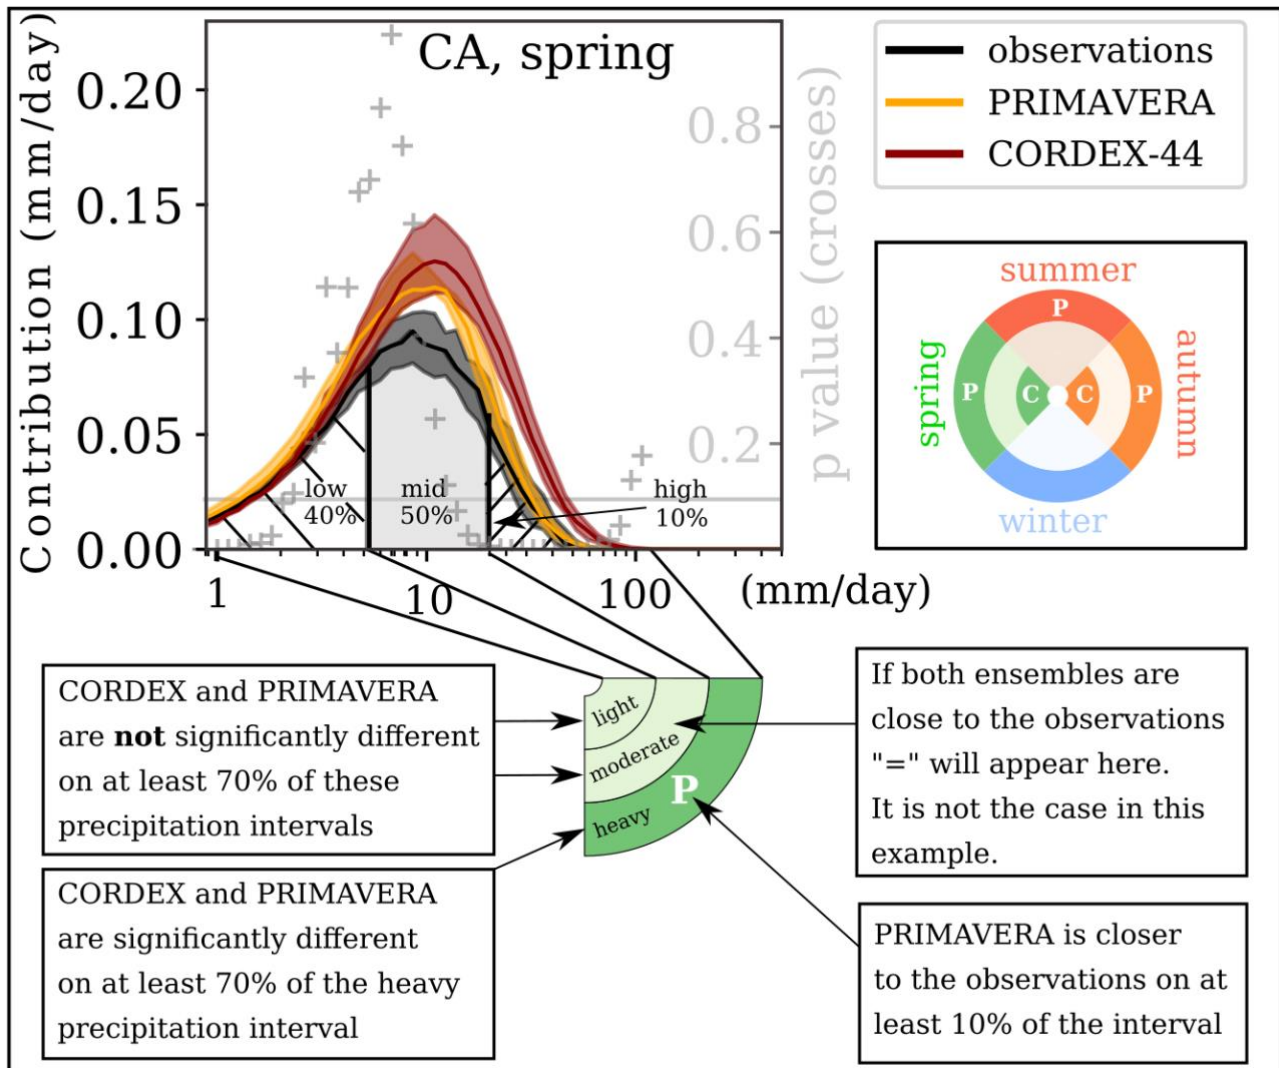 CA, spring
Contribution (mm/day)
0.20
0.15
0.10
0.05
0.00
0.8
0.6
0.4
0.2
p value (crosses)
low
40%
mid
50%
high
10%
1
10
100
(mm/day)
observations
PRIMAVERA
CORDEX-44
summer
spring
autumn
winter
P
P
C
C
P
CORDEX and PRIMAVERA
are not significantly different
on at least 70% of these
precipitation intervals
CORDEX and PRIMAVERA
are significantly different
on at least 70% of the heavy
precipitation interval
light
moderate
heavy
P
If both ensembles are
close to the observations
"=" will appear here.
It is not the case in this
example.
PRIMAVERA is closer
to the observations on at
least 10% of the interval